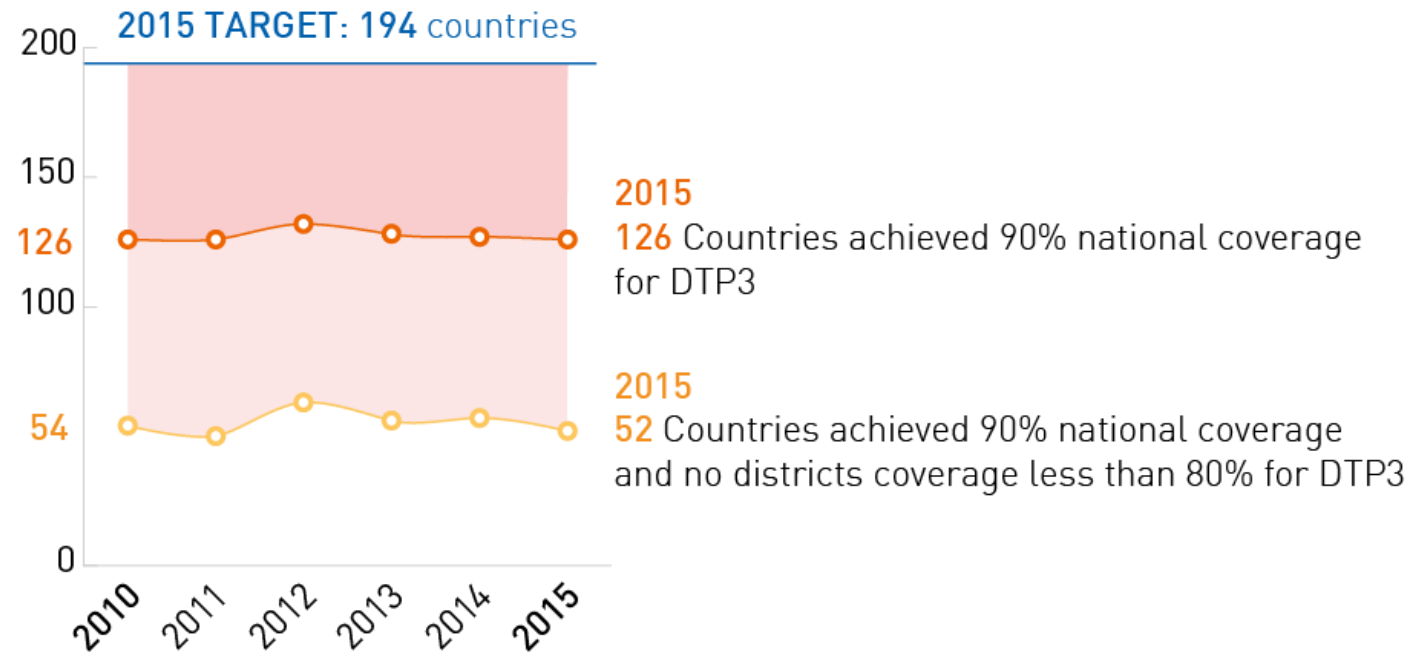 2015 TARGET: 194 countries
200
150
126
100
54
0
2010
2011
2012
2013
2014
2015
2015
126 Countries achieved 90% national coverage
for DTP3
2015
52 Countries achieved 90% national coverage
and no districts coverage less than 80% for DTP3